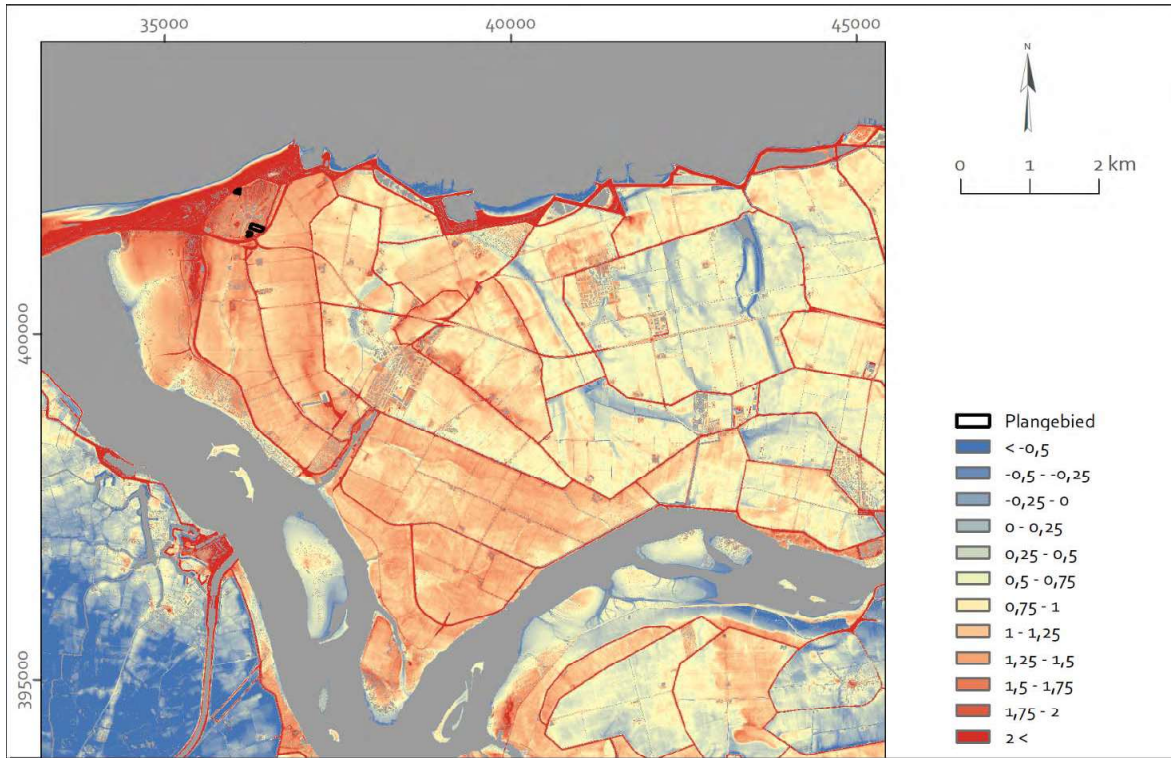 35000
40000
45000
N
0 1 2 km
400000
395000
Plangebied
< -0,5
-0,5 - -0,25
-0,25 - 0
0 - 0,25
0,25 - 0,5
0,5 - 0,75
0,75 - 1
1 - 1,25
1,25 - 1,5
1,5 - 1,75
1,75 - 2
2 <